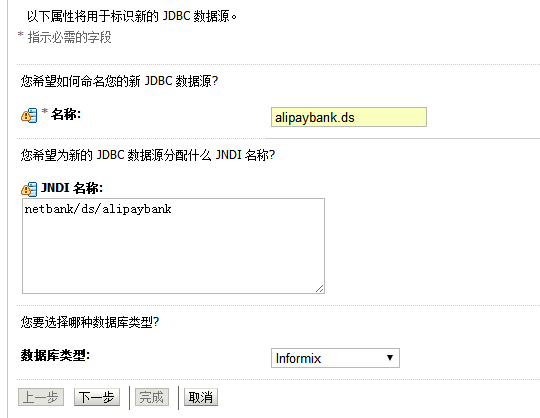 以下属性将用于标识新的 JDBC 数据源。
* 指示必需的字段
您希望如何命名您的新 JDBC 数据源?
* 名称:
alipaybank.ds
您希望为新的 JDBC 数据源分配什么 JNDI 名称?
JNDI 名称:
netbank/ds/alipaybank
您要选择哪种数据库类型?
数据库类型:
Informix
上一步 下一步 完成 取消